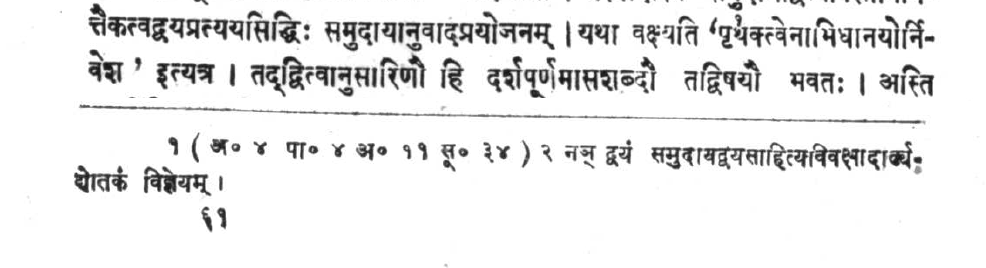 त्तैकत्वद्वयप्रत्ययसिद्धिः समुदायानुवादप्रयोजनम् । यथा वक्ष्यति ‘पृथक्त्वेनाभिधानयोर्नि-
वेश ’ इत्यत्र । तद्द्वित्वानुसारिणौ हि दर्शपूर्णमासशब्दौ तद्विषयौ भवतः । अस्ति
१ ( अ० ४ पा० ४ अ० ११ सू० ३४ ) २ नञ् द्वयं समुदायद्वयसाहित्यविवक्षादार्ढ्य-
द्योतकं विज्ञेयम् ।
६१